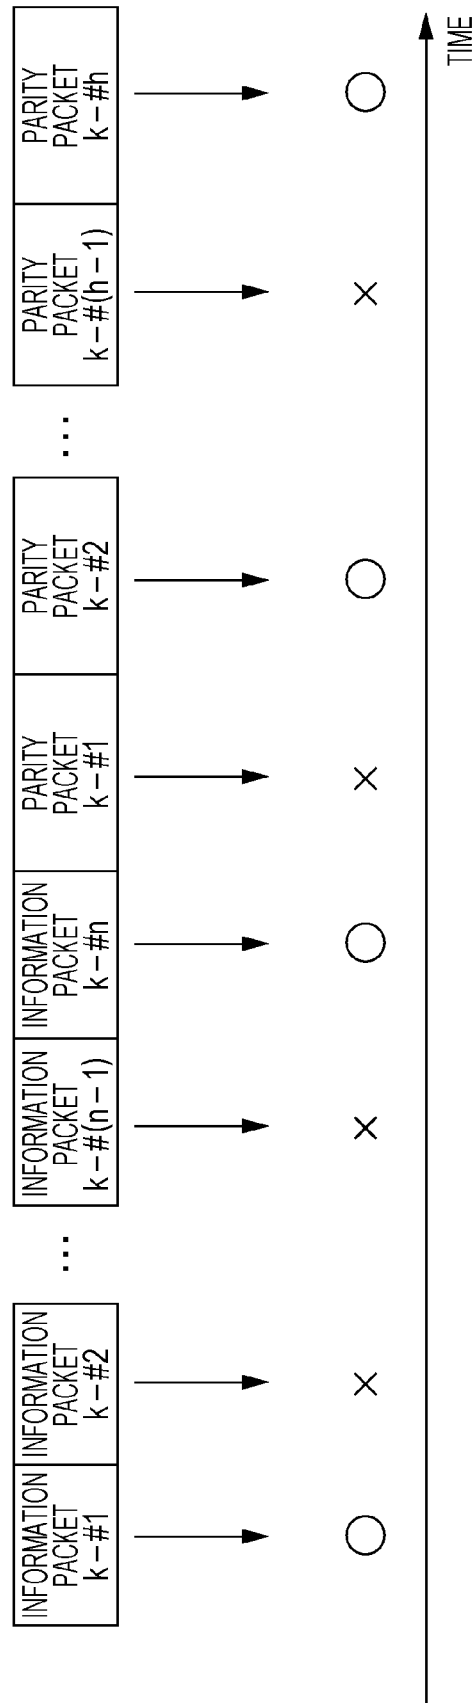 INFORMATION
PACKET
k-#1
INFORMATION
PACKET
k-#2
...
INFORMATION
PACKET
k-#(n-1)
INFORMATION
PACKET
k-#n
PARITY
PACKET
k-#1
PARITY
PACKET
k-#2
...
PARITY
PACKET
k-#(h-1)
PARITY
PACKET
k-#h
TIME